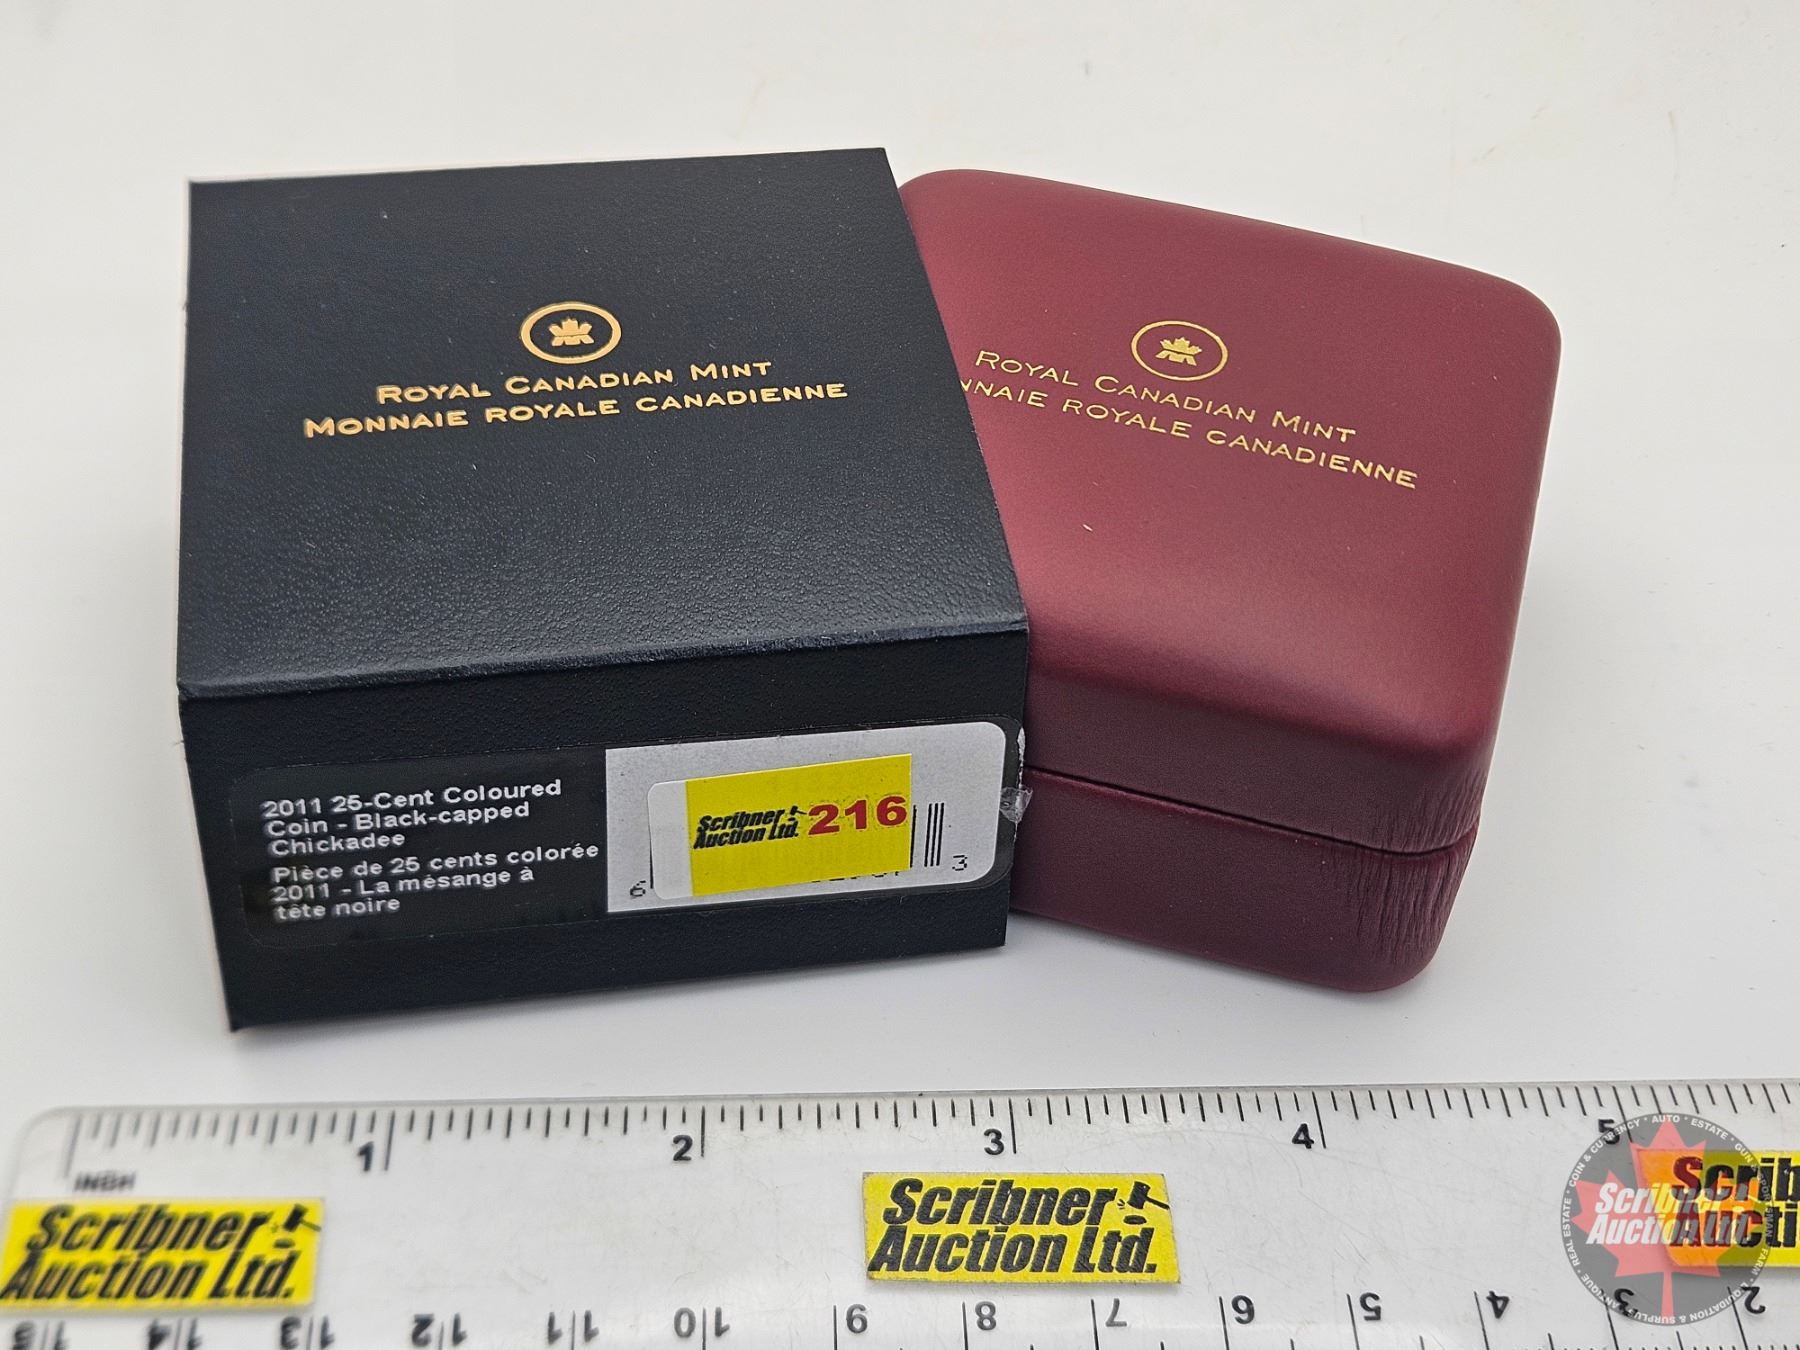 ROYAL CANADIAN MINT
MONNAIE ROYALE CANADIENNE
ROYAL CANADIAN MINT
ROYALE CANADIENNE
2011 25-Cent Coloured
Coin - Black-capped
Chickadee
Pièce de 25 cents colorée
2011 - La mésange à
tête noire
Scribner
Auction Ltd.
216
6
3
1 2 3 4 5
INCH
Scribner
Auction Ltd.
Scribner
Auction Ltd.
Scribner
Auction Ltd.
15 14 13 12 11 10 9 8 7 6 5 4 3 2